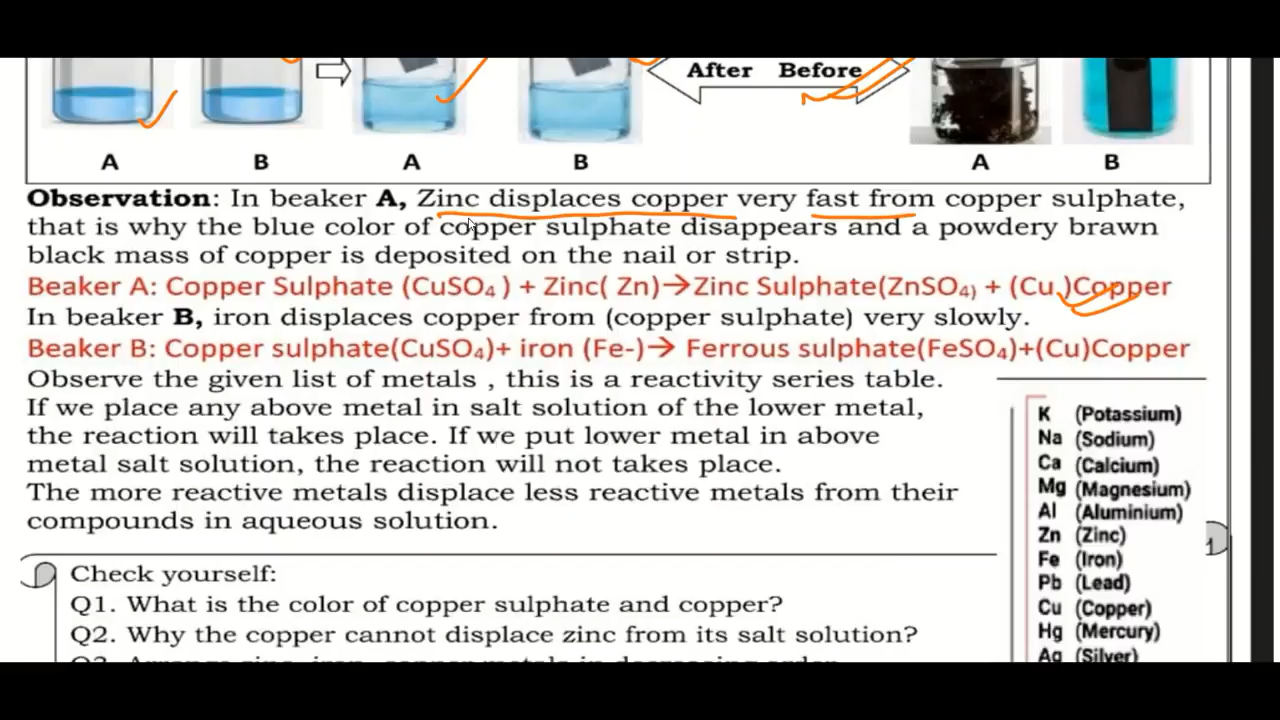 After Before
A B A B A B
Observation: In beaker A, Zinc displaces copper very fast from copper sulphate,
that is why the blue color of copper sulphate disappears and a powdery brawn
black mass of copper is deposited on the nail or strip.
Beaker A: Copper Sulphate (CuSO₄ ) + Zinc( Zn)→Zinc Sulphate(ZnSO₄) + (Cu )Copper
In beaker B, iron displaces copper from (copper sulphate) very slowly.
Beaker B: Copper sulphate(CuSO₄)+ iron (Fe-)→ Ferrous sulphate(FeSO₄)+(Cu)Copper
Observe the given list of metals , this is a reactivity series table.
If we place any above metal in salt solution of the lower metal,
the reaction will takes place. If we put lower metal in above
metal salt solution, the reaction will not takes place.
The more reactive metals displace less reactive metals from their
compounds in aqueous solution.
K (Potassium)
Na (Sodium)
Ca (Calcium)
Mg (Magnesium)
Al (Aluminium)
Zn (Zinc)
Fe (Iron)
Pb (Lead)
Cu (Copper)
Hg (Mercury)
Ag (Silver)
Check yourself:
Q1. What is the color of copper sulphate and copper?
Q2. Why the copper cannot displace zinc from its salt solution?
Q3. Arrange zinc, iron, copper metals in decreasing order